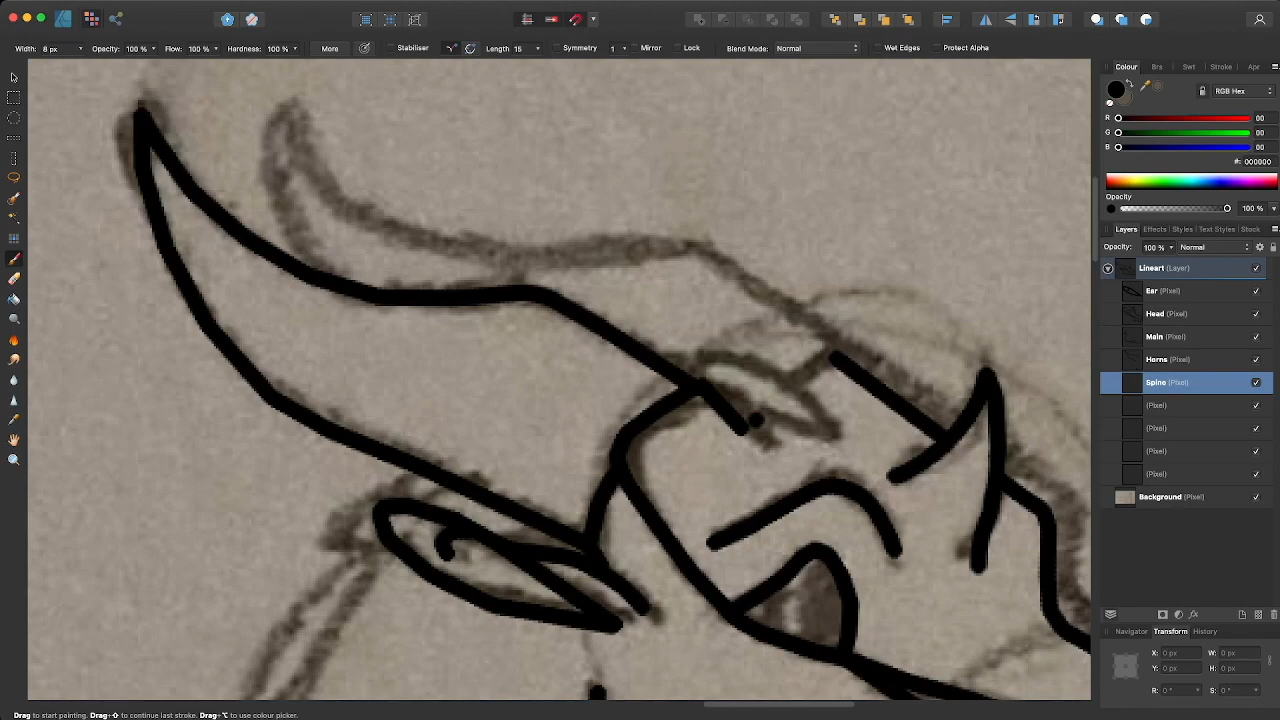 Width: 8 px Opacity: 100 % Flow: 100 % Hardness: 100 % More Stabiliser Length 15 Symmetry 1 Mirror Lock Blend Mode: Normal Wet Edges Protect Alpha
Colour Brs Swt Stroke Apr
RGB Hex
R 00
G 00
B 00
#: 000000
Opacity
100 %
Layers Effects Styles Text Styles Stock
Opacity: 100 % Normal
Lineart (Layer)
Ear (Pixel)
Head (Pixel)
Main (Pixel)
Horns (Pixel)
Spine (Pixel)
(Pixel)
(Pixel)
(Pixel)
(Pixel)
Background (Pixel)
Navigator Transform History
X: 0 px W: 0 px
Y: 0 px H: 0 px
R: 0 ° S: 0 °
Drag to start painting. Drag+⇧ to continue last stroke. Drag+⌥ to use colour picker.